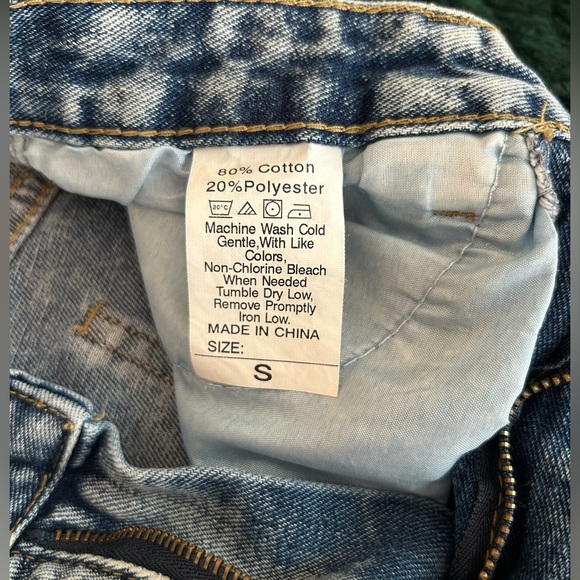 80% Cotton
20%Polyester
30°C
Machine Wash Cold
Gentle,With Like
Colors,
Non-Chlorine Bleach
When Needed
Tumble Dry Low,
Remove Promptly
Iron Low.
MADE IN CHINA
SIZE:
S